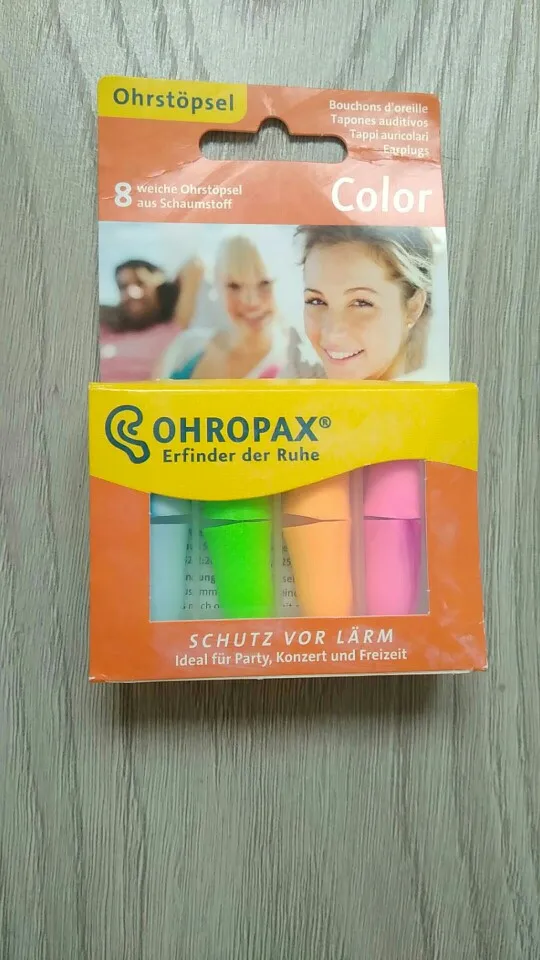 Ohrstöpsel
Bouchons d'oreille
Tapones auditivos
Tappi auricolari
Earplugs
8 weiche Ohrstöpsel
aus Schaumstoff
Color
OHROPAX®
Erfinder der Ruhe
SCHUTZ VOR LÄRM
Ideal für Party, Konzert und Freizeit